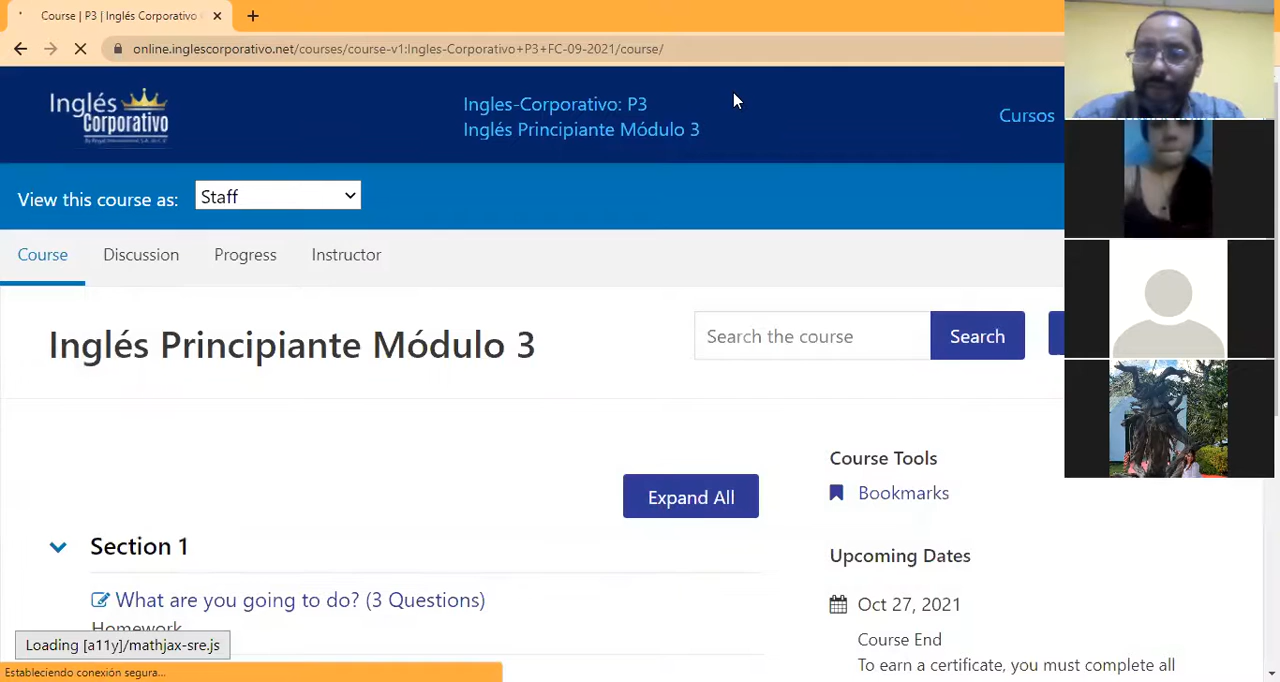 Course | P3 | Inglés Corporativo
online.inglescorporativo.net/courses/course-v1:Ingles-Corporativo+P3+FC-09-2021/course/
Inglés
Corporativo
Ingles-Corporativo: P3
Inglés Principiante Módulo 3
Cursos
View this course as:
Staff
Course
Discussion
Progress
Instructor
Inglés Principiante Módulo 3
Search the course
Search
Expand All
Course Tools
Bookmarks
Section 1
Upcoming Dates
What are you going to do? (3 Questions)
Homework
Oct 27, 2021
Course End
To earn a certificate, you must complete all
Loading [a11y]/mathjax-sre.js
Estableciendo conexión segura...